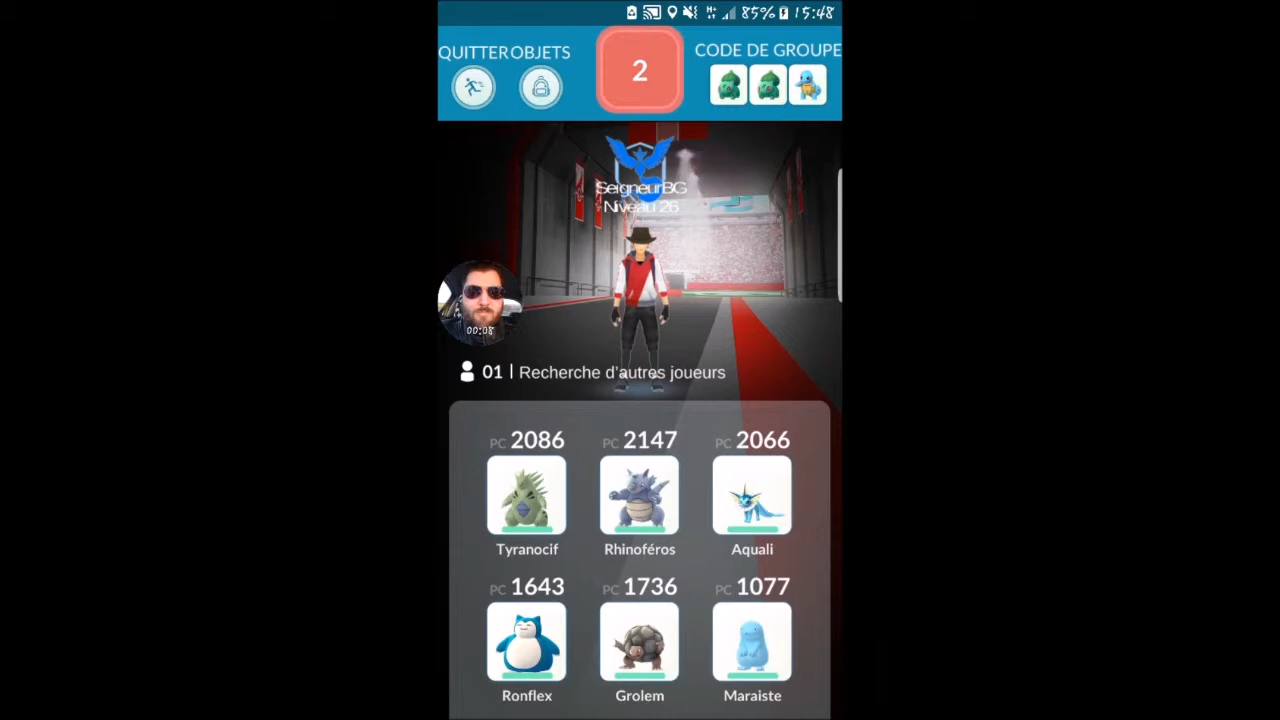 H+ 85% 15:48
QUITTER OBJETS
2
CODE DE GROUPE
SeigneurBG
Niveau 26
00:08
01 | Recherche d'autres joueurs
PC 2086 PC 2147 PC 2066
Tyranocif Rhinoféros Aquali
PC 1643 PC 1736 PC 1077
Ronflex Grolem Maraiste